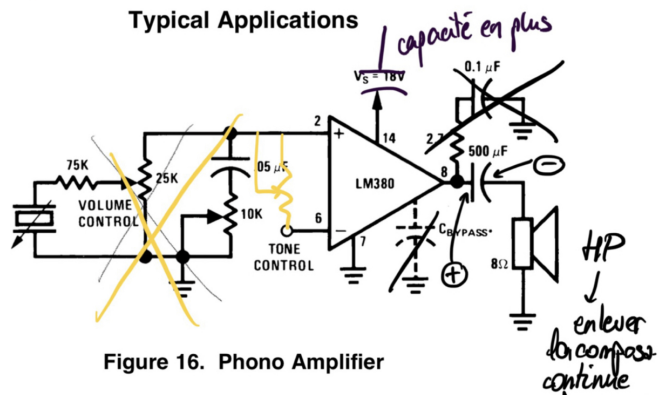 Typical Applications
capacité en plus
VS = 18V
0.1 µF
2
14
2.7
75K
25K
.05 µF
+
LM380
8
500 µF
−
VOLUME
CONTROL
10K
6
−
7
TONE
CONTROL
CBYPASS*
+
8Ω
HP
enlever
la compos
continue
Figure 16. Phono Amplifier